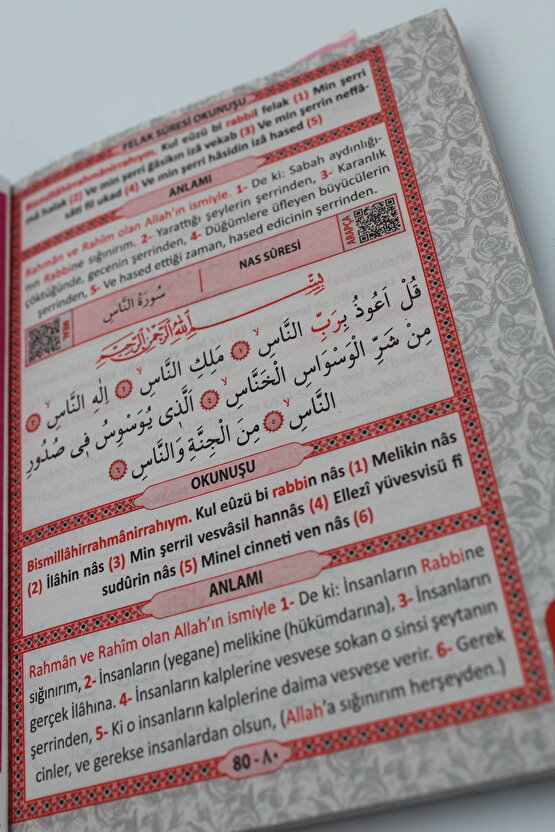 FELAK SÛRESİ OKUNUŞU
Bismillâhirrahmânirrahıym. Kul eûzü bi rabbil felak (1) Min şerri
mâ halak (2) Ve min şerri ğâsikın izâ vekab (3) Ve min şerrin neffâ-
sâti fil ukad (4) Ve min şerri hâsidin izâ hased (5)
ANLAMI
Rahmân ve Rahîm olan Allah'ın ismiyle. 1- De ki: Sabah aydınlığı-
nın Rabbine sığınırım. 2- Yarattığı şeylerin şerrinden, 3- Karanlık
çöktüğünde, gecenin şerrinden, 4- Düğümlere üfleyen büyücülerin
şerrinden, 5- Ve hased ettiği zaman, hased edicinin şerrinden.
MEAL
سُورَةُ النَّاسِ
NAS SÛRESİ
ARAPÇA
بِسْمِ اللّٰهِ الرَّحْمٰنِ الرَّحِيمِ
قُلْ اَعُوذُ بِرَبِّ النَّاسِ ﴿١﴾ مَلِكِ النَّاسِ ﴿٢﴾ اِلٰهِ النَّاسِ ﴿٣﴾
مِنْ شَرِّ الْوَسْوَاسِ الْخَنَّاسِ ﴿٤﴾ اَلَّذٖى يُوَسْوِسُ فٖى صُدُورِ
النَّاسِ ﴿٥﴾ مِنَ الْجِنَّةِ وَالنَّاسِ ﴿٦﴾
OKUNUŞU
Bismillâhirrahmânirrahıym. Kul eûzü bi rabbin nâs (1) Melikin nâs
(2) İlâhin nâs (3) Min şerril vesvâsil hannâs (4) Ellezî yüvesvisü fî
sudûrin nâs (5) Minel cinneti ven nâs (6)
ANLAMI
Rahmân ve Rahîm olan Allah'ın ismiyle 1- De ki: İnsanların Rabbine
sığınırım, 2- İnsanların (yegane) melikine (hükümdarına), 3- İnsanların
gerçek İlâhına. 4- İnsanların kalplerine vesvese sokan o sinsi şeytanın
şerrinden, 5- Ki o insanların kalplerine daima vesvese verir. 6- Gerek
cinler, ve gerekse insanlardan olsun, (Allah'a sığınırım herşeyden.)
80 - ٨٠